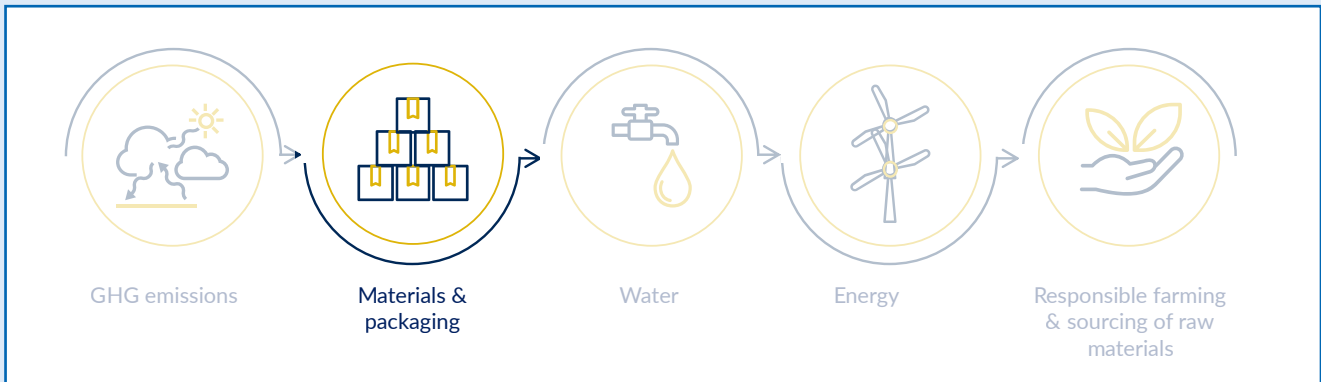 GHG emissions
Materials &
packaging
Water
Energy
Responsible farming
& sourcing of raw
materials